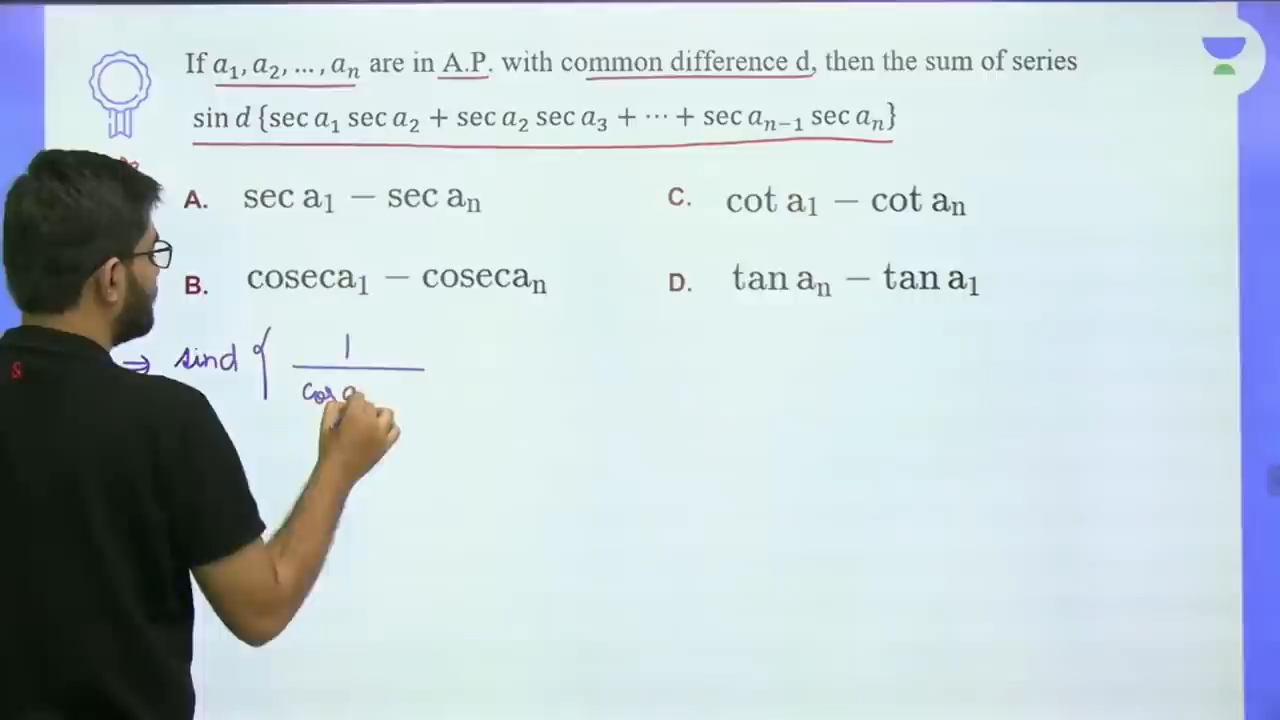 If a₁, a₂, ..., aₙ are in A.P. with common difference d, then the sum of series
sin d {sec a₁ sec a₂ + sec a₂ sec a₃ + ⋯ + sec aₙ₋₁ sec aₙ}
A. sec a₁ − sec aₙ
C. cot a₁ − cot aₙ
B. coseca₁ − cosecaₙ
D. tan aₙ − tan a₁
→ sind { 1
cos a